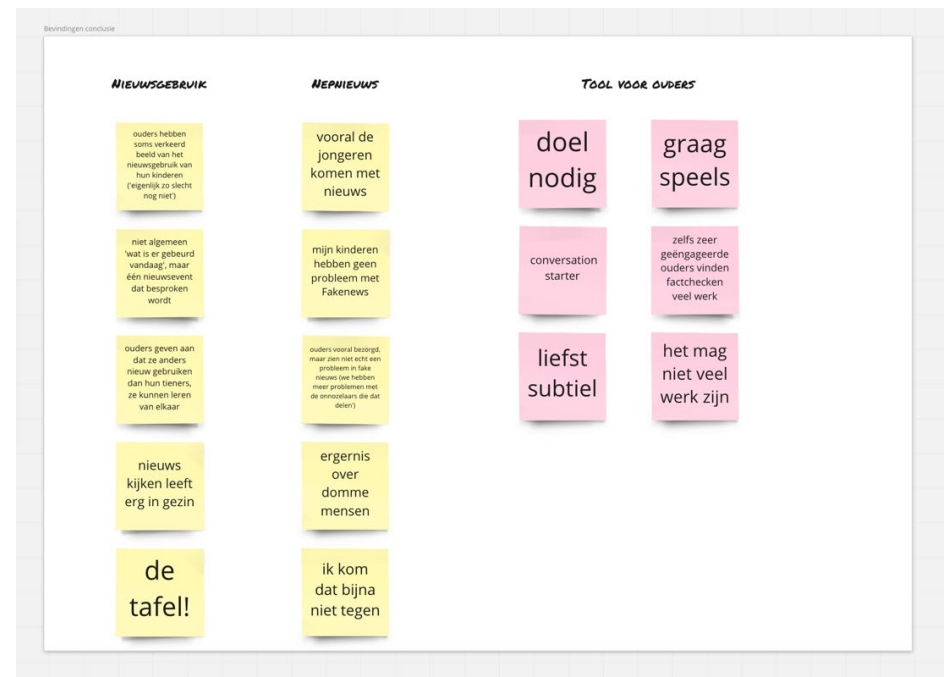 Bevindingen conclusie
NIEUWSGEBRUIK
ouders hebben
soms verkeerd
beeld van het
nieuwsgebruik van
hun kinderen
('eigenlijk zo slecht
nog niet')
niet algemeen
'wat is er gebeurd
vandaag', maar
één nieuwsevent
dat besproken
wordt
ouders geven aan
dat ze anders
nieuw gebruiken
dan hun tieners,
ze kunnen leren
van elkaar
nieuws
kijken leeft
erg in gezin
de
tafel!
NEPNIEUWS
vooral de
jongeren
komen met
nieuws
mijn kinderen
hebben geen
probleem met
Fakenews
ouders vooral bezorgd,
maar zien niet echt een
probleem in fake
nieuws (we hebben
meer problemen met
de onnozelaars die dat
delen')
ergernis
over
domme
mensen
ik kom
dat bijna
niet tegen
TOOL VOOR OUDERS
doel
nodig
graag
speels
conversation
starter
zelfs zeer
geëngageerde
ouders vinden
factchecken
veel werk
liefst
subtiel
het mag
niet veel
werk zijn